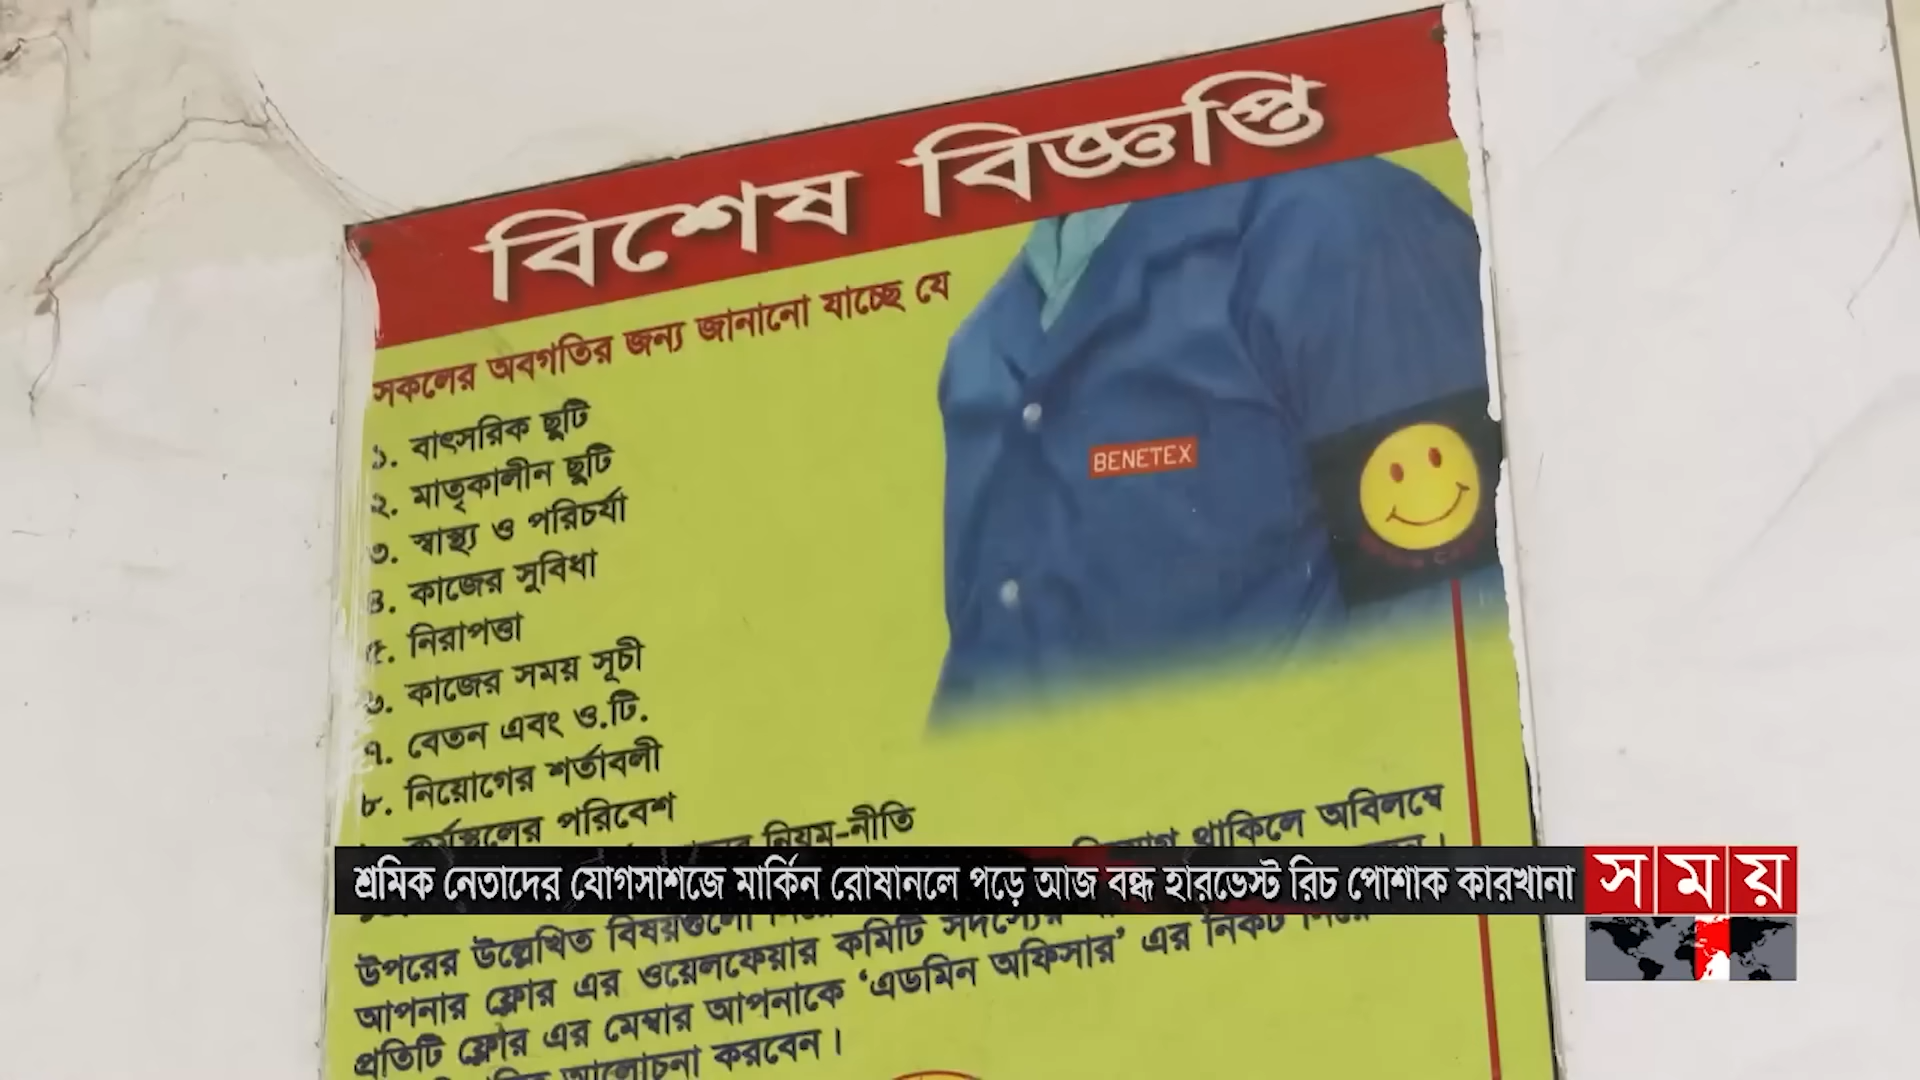 বিশেষ বিজ্ঞপ্তি
সকলের অবগতির জন্য জানানো যাচ্ছে যে
১. বাৎসরিক ছুটি
২. মাতৃকালীন ছুটি
৩. স্বাস্থ্য ও পরিচর্যা
৪. কাজের সুবিধা
৫. নিরাপত্তা
৬. কাজের সময় সূচী
৭. বেতন এবং ও.টি.
৮. নিয়োগের শর্তাবলী
কর্মস্থলের পরিবেশ
নিয়ম-নীতি
BENETEX
থাকিলে অবিলম্বে
শ্রমিক নেতাদের যোগসাশজে মার্কিন রোষানলে পড়ে আজ বন্ধ হারভেস্ট রিচ পোশাক কারখানা
সময়
উপরের উল্লেখিত বিষয়গুলো
আপনার ফ্লোর এর ওয়েলফেয়ার কমিটি সদস্যের
প্রতিটি ফ্লোর এর মেম্বার আপনাকে ‘এডমিন অফিসার’ এর নিকট
আলোচনা করবেন।